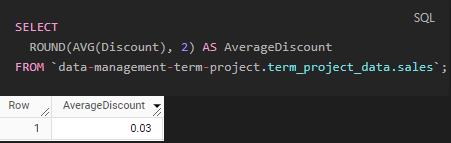 SQL
SELECT
ROUND(AVG(Discount), 2) AS AverageDiscount
FROM `data-management-term-project.term_project_data.sales`;
Row AverageDiscount
1 0.03